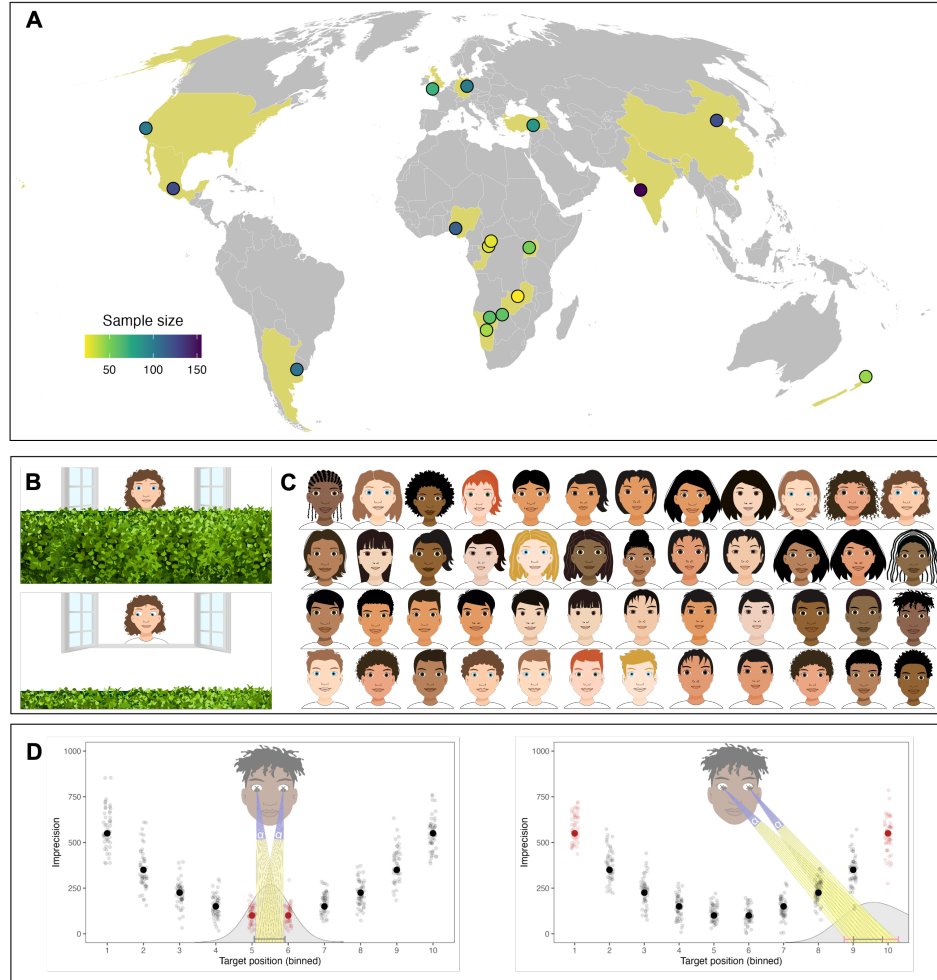 A
Sample size
50 100 150
B
C
D
1000
750
500
250
0
Imprecision
α α
1 2 3 4 5 6 7 8 9 10
Target position (binned)
1000
750
500
250
0
Imprecision
α α
1 2 3 4 5 6 7 8 9 10
Target position (binned)